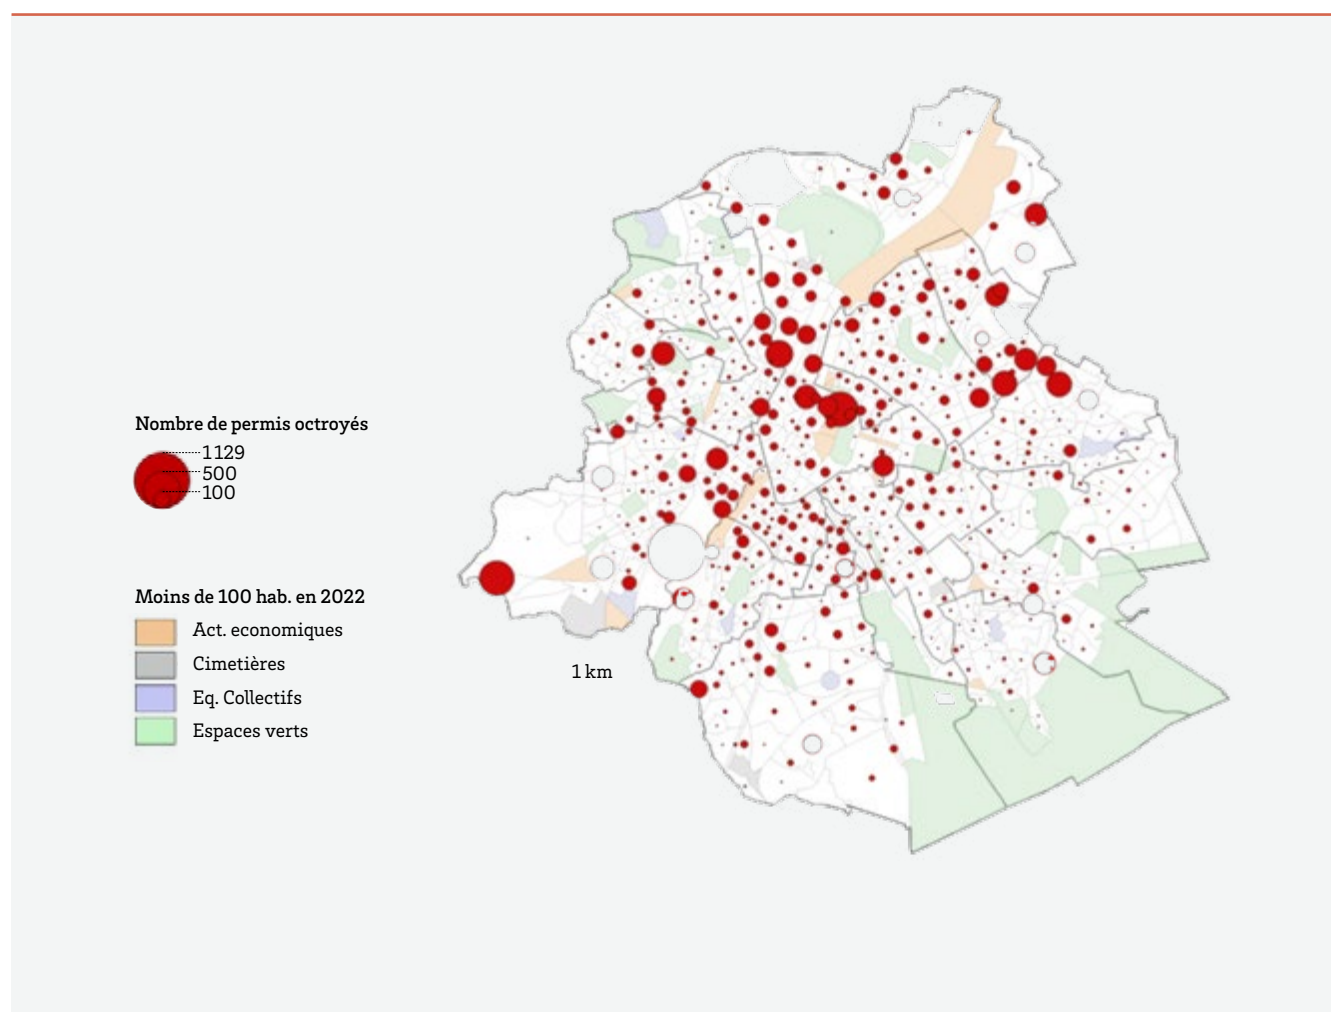 Nombre de permis octroyés
1129
500
100
Moins de 100 hab. en 2022
Act. economiques
Cimetières
Eq. Collectifs
Espaces verts
1 km